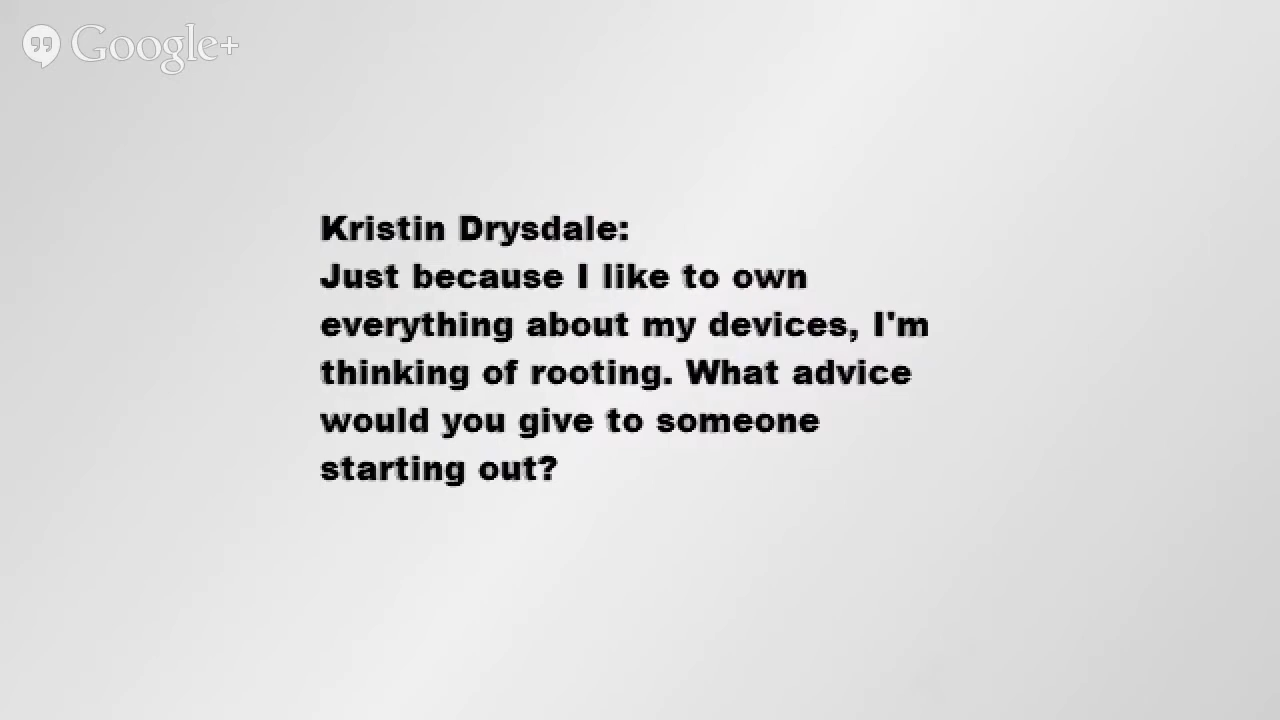 Google+
Kristin Drysdale:
Just because I like to own
everything about my devices, I'm
thinking of rooting. What advice
would you give to someone
starting out?